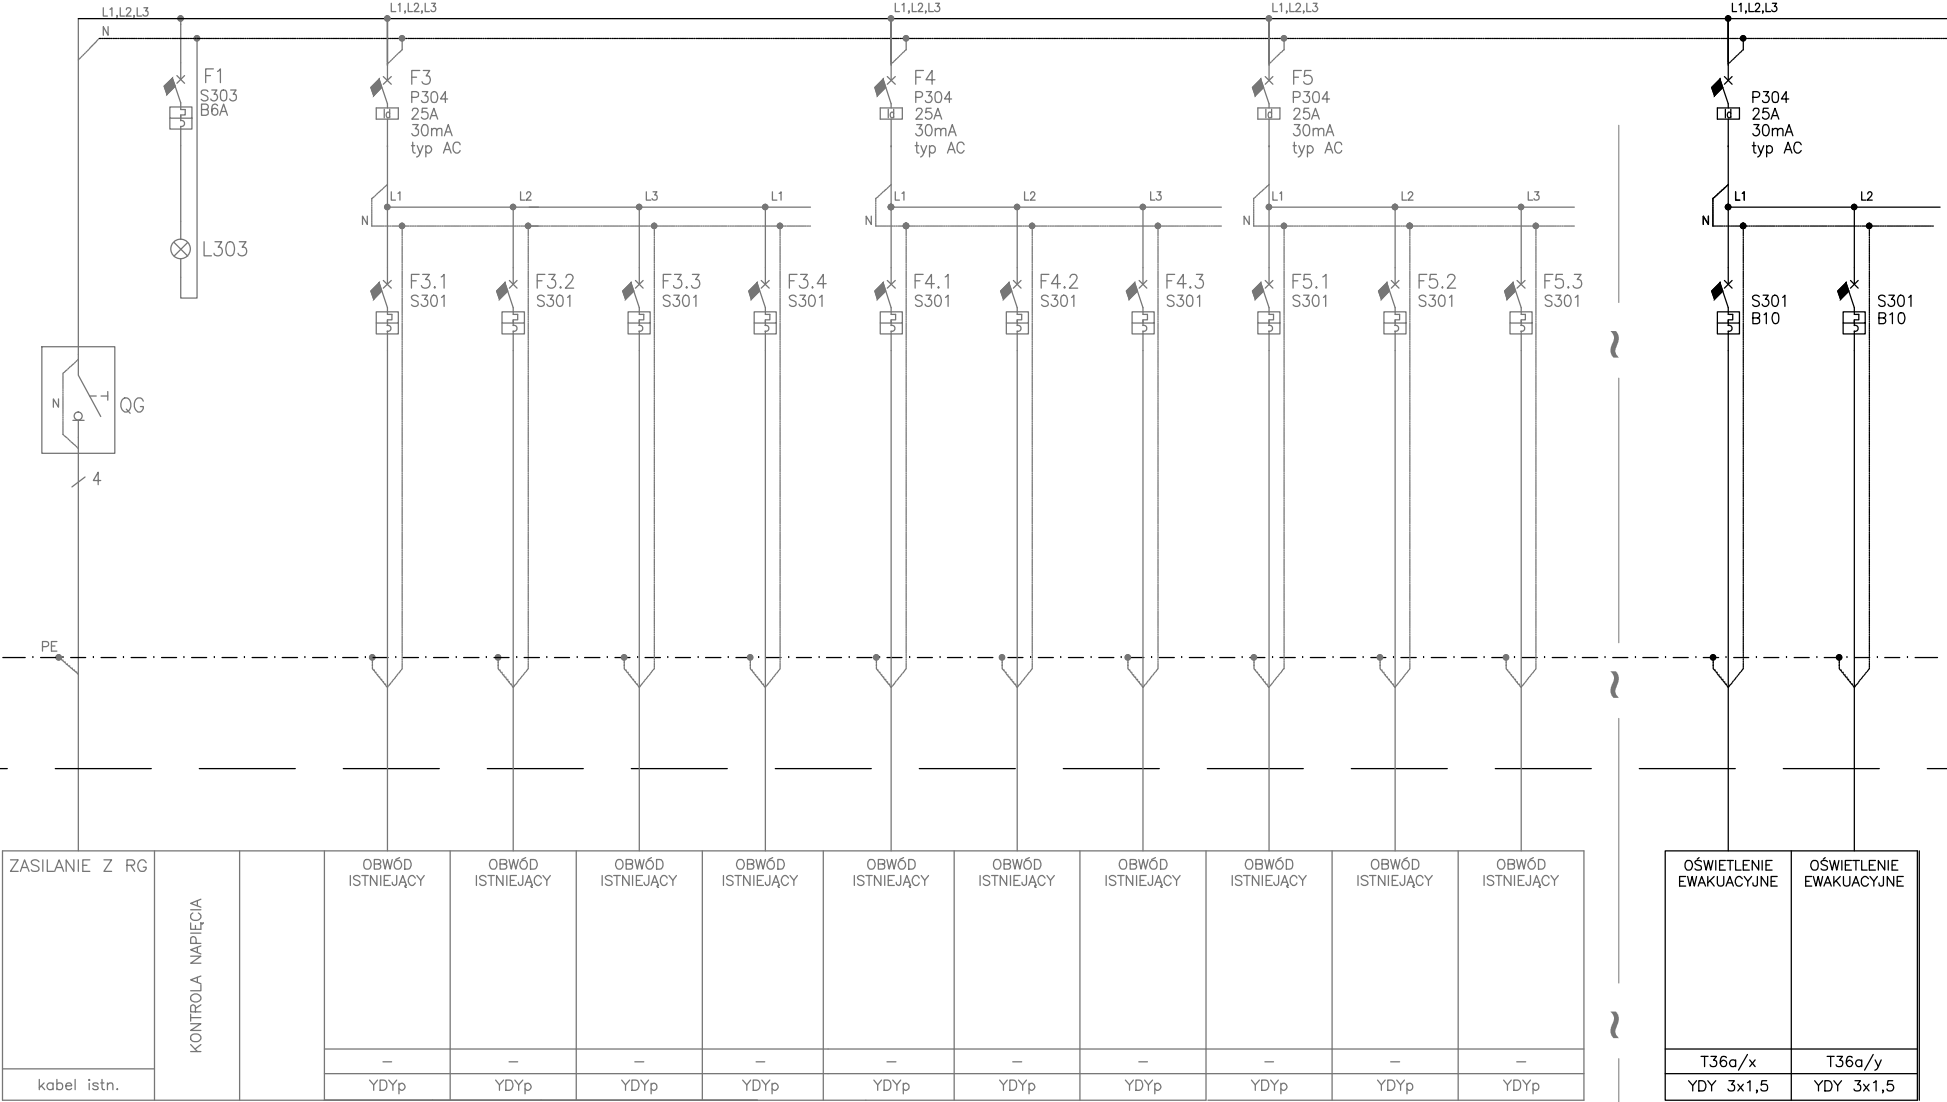 L1,L2,L3
L1,L2,L3
L1,L2,L3
L1,L2,L3
L1,L2,L3
N
F1
S303
B6A
F3
P304
25A
30mA
typ AC
F4
P304
25A
30mA
typ AC
F5
P304
25A
30mA
typ AC
P304
25A
30mA
typ AC
L1
L2
L3
L1
N
L1
L2
L3
N
L1
L2
L3
N
L1
L2
N
L303
F3.1
S301
F3.2
S301
F3.3
S301
F3.4
S301
F4.1
S301
F4.2
S301
F4.3
S301
F5.1
S301
F5.2
S301
F5.3
S301
S301
B10
S301
B10
N
QG
4
PE
ZASILANIE Z RG
kabel istn.
KONTROLA NAPIĘCIA
OBWÓD
ISTNIEJĄCY
–
YDYp
OBWÓD
ISTNIEJĄCY
–
YDYp
OBWÓD
ISTNIEJĄCY
–
YDYp
OBWÓD
ISTNIEJĄCY
–
YDYp
OBWÓD
ISTNIEJĄCY
–
YDYp
OBWÓD
ISTNIEJĄCY
–
YDYp
OBWÓD
ISTNIEJĄCY
–
YDYp
OBWÓD
ISTNIEJĄCY
–
YDYp
OBWÓD
ISTNIEJĄCY
–
YDYp
OBWÓD
ISTNIEJĄCY
–
YDYp
OŚWIETLENIE
EWAKUACYJNE
T36a/x
YDY 3x1,5
OŚWIETLENIE
EWAKUACYJNE
T36a/y
YDY 3x1,5